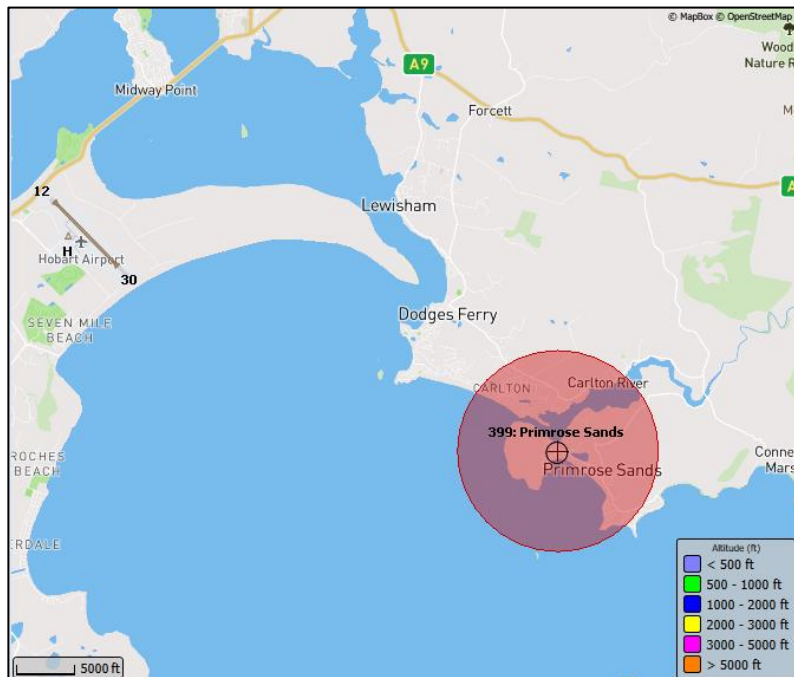 © MapBox © OpenStreetMap
Wood
Nature R
A9
Midway Point
Forcett
M
A
12
Lewisham
H
Hobart Airport
30
Dodges Ferry
SEVEN MILE
BEACH
CARLTON
Carlton River
399: Primrose Sands
Primrose Sands
ROCHES
BEACH
Conne
Mars
ERDALE
Altitude (ft)
< 500 ft
500 - 1000 ft
1000 - 2000 ft
2000 - 3000 ft
3000 - 5000 ft
> 5000 ft
5000 ft